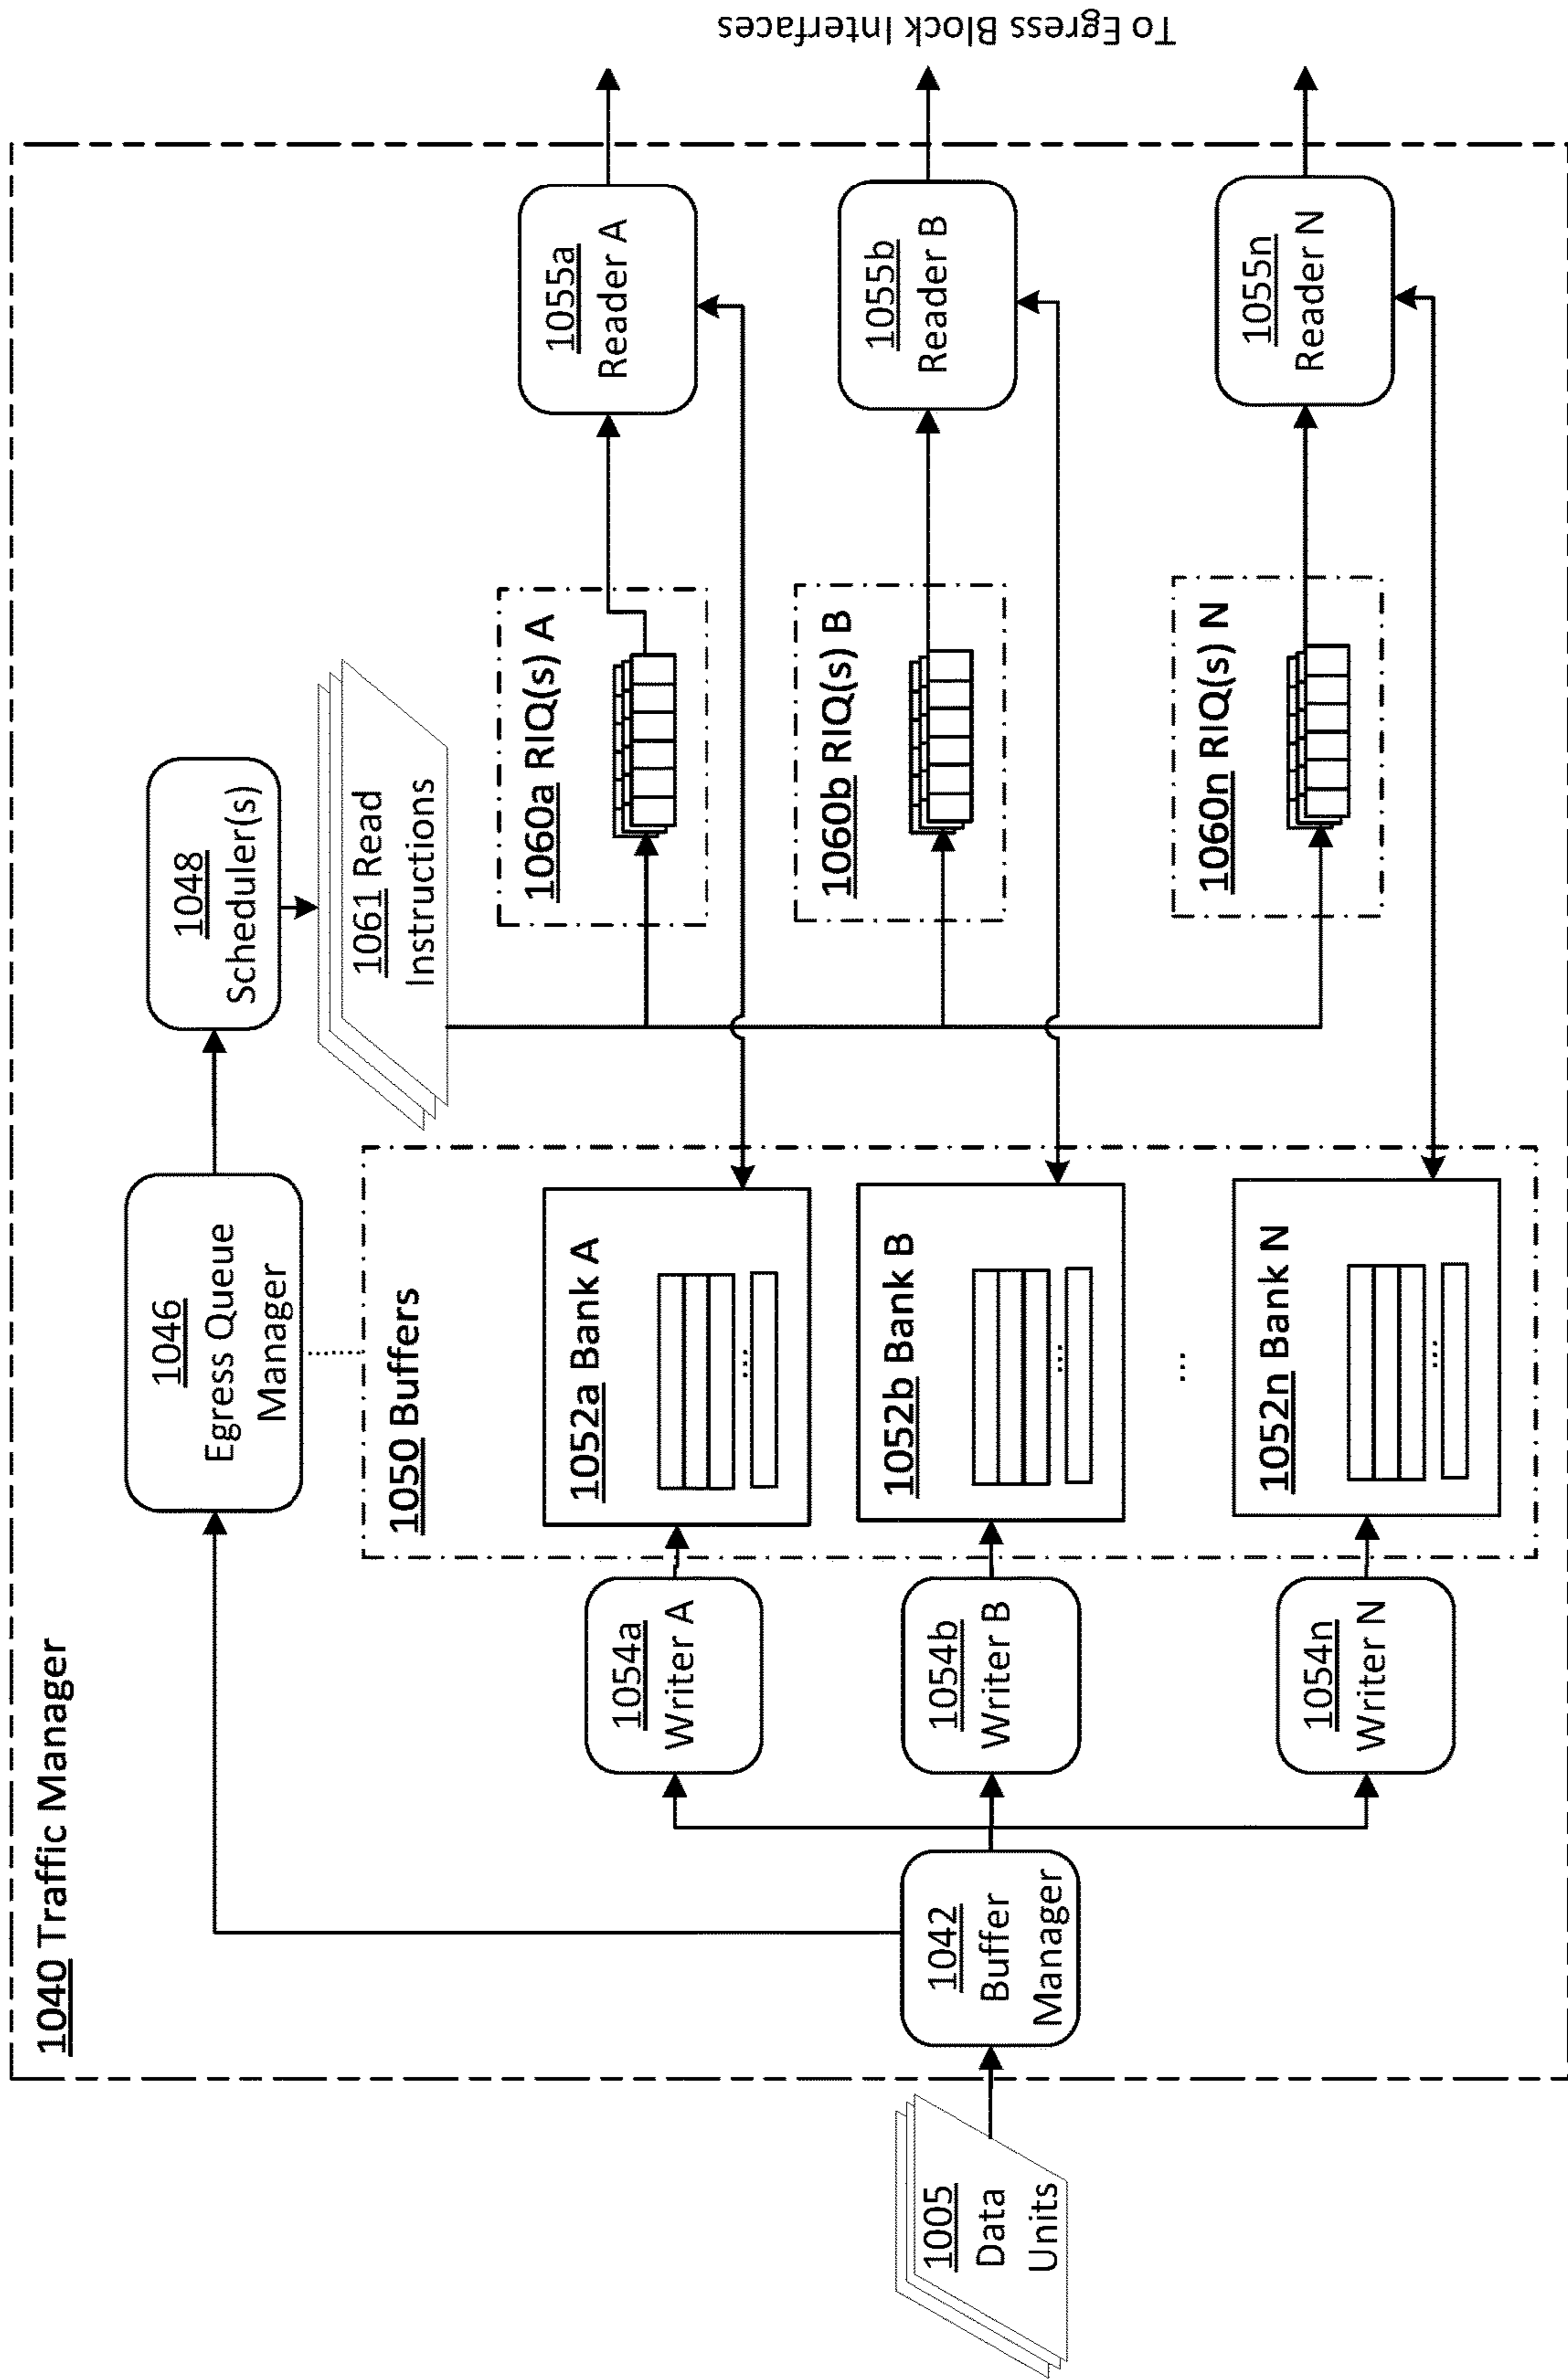 1040 Traffic Manager
1005
Data
Units
1042
Buffer
Manager
1046
Egress Queue
Manager
1048
Scheduler(s)
1061 Read
Instructions
1050 Buffers
1054a
Writer A
1052a Bank A
...
1060a RIQ(s) A
1055a
Reader A
1054b
Writer B
1052b Bank B
...
1060b RIQ(s) B
1055b
Reader B
...
1054n
Writer N
1052n Bank N
...
1060n RIQ(s) N
1055n
Reader N
To Egress Block Interfaces